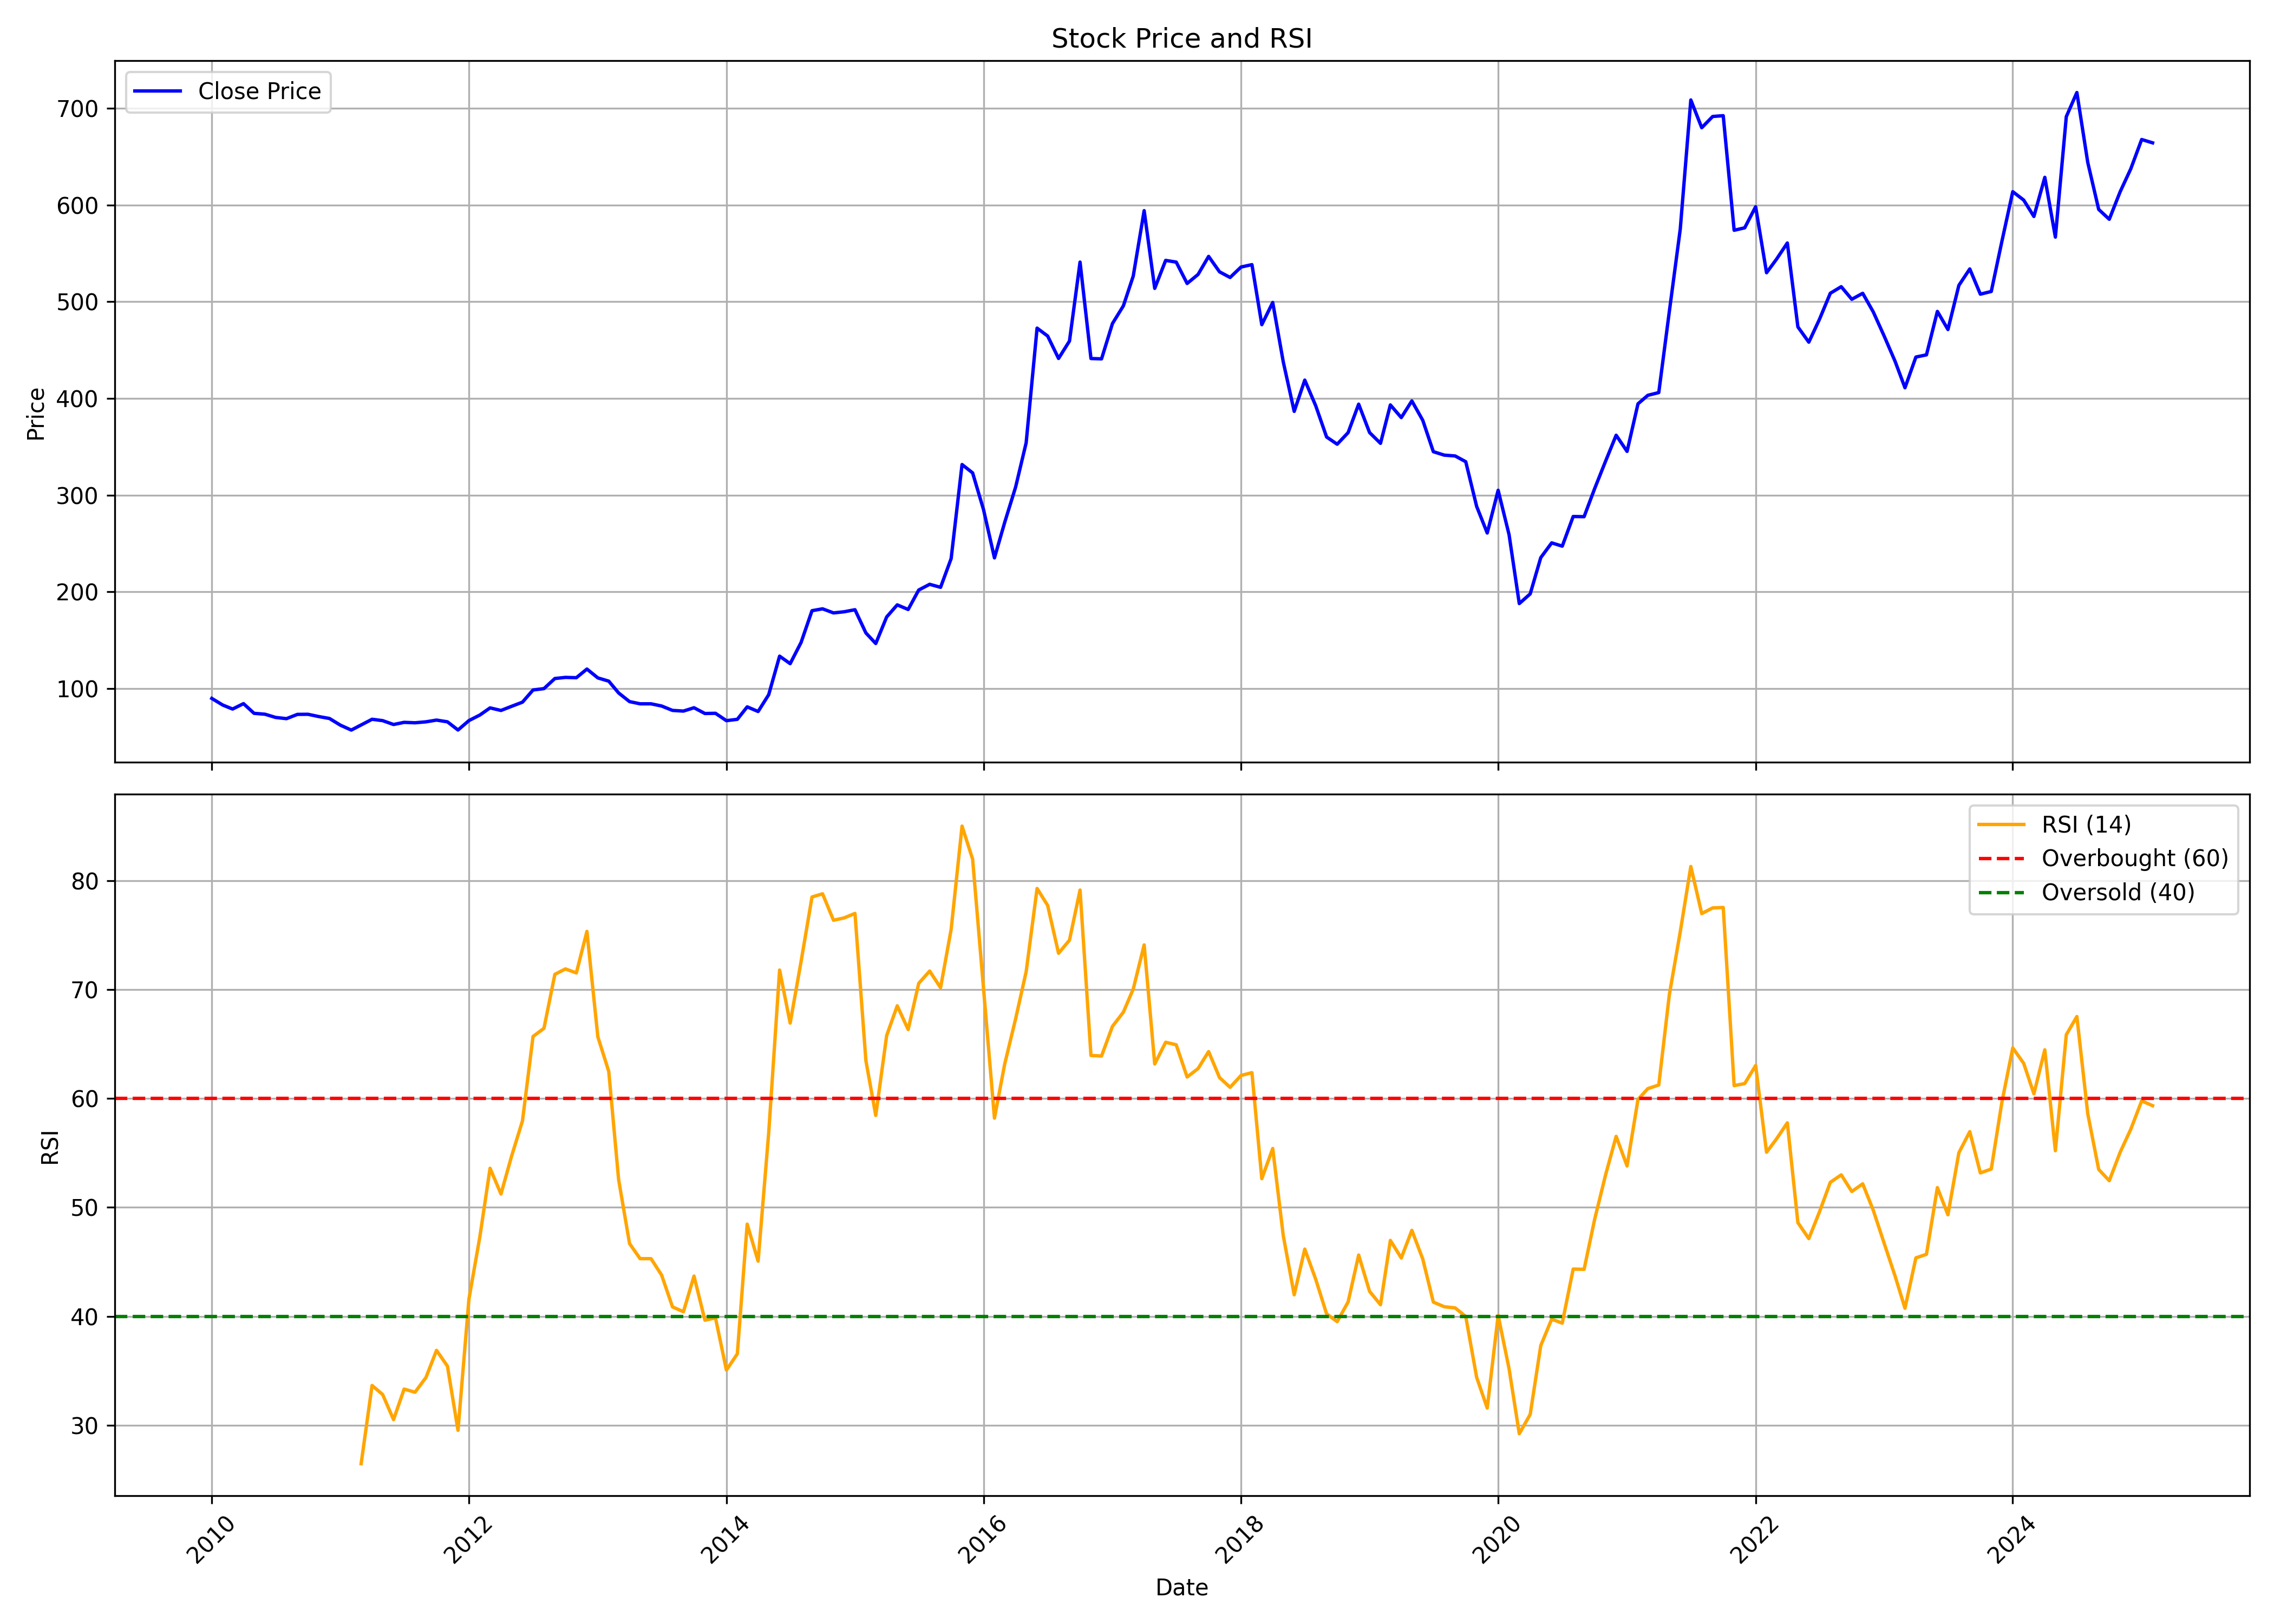 Stock Price and RSI
Close Price
700
600
500
400
300
200
100
Price
RSI (14)
Overbought (60)
Oversold (40)
80
70
60
50
40
30
RSI
2010
2012
2014
2016
2018
2020
2022
2024
Date